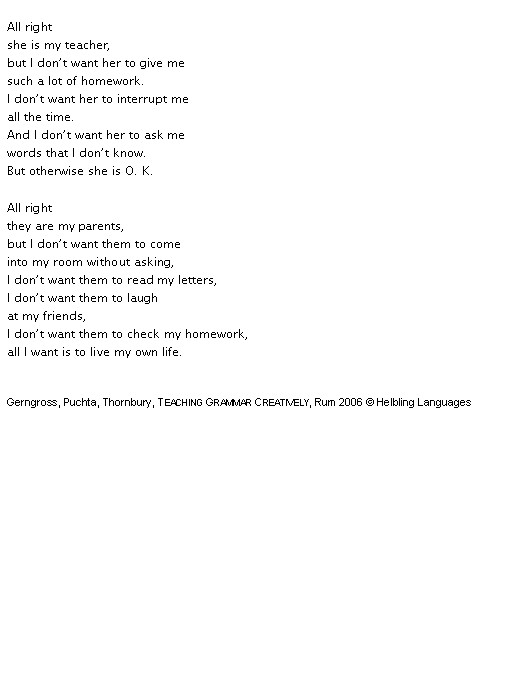 All right
she is my teacher,
but I don't want her to give me
such a lot of homework.
I don't want her to interrupt me
all the time.
And I don't want her to ask me
words that I don't know.
But otherwise she is O. K.

All right
they are my parents,
but I don't want them to come
into my room without asking,
I don't want them to read my letters,
I don't want them to laugh
at my friends,
I don't want them to check my homework,
all I want is to live my own life.

Gerngross, Puchta, Thornbury, TEACHING GRAMMAR CREATIVELY, Rum 2006 © Helbling Languages